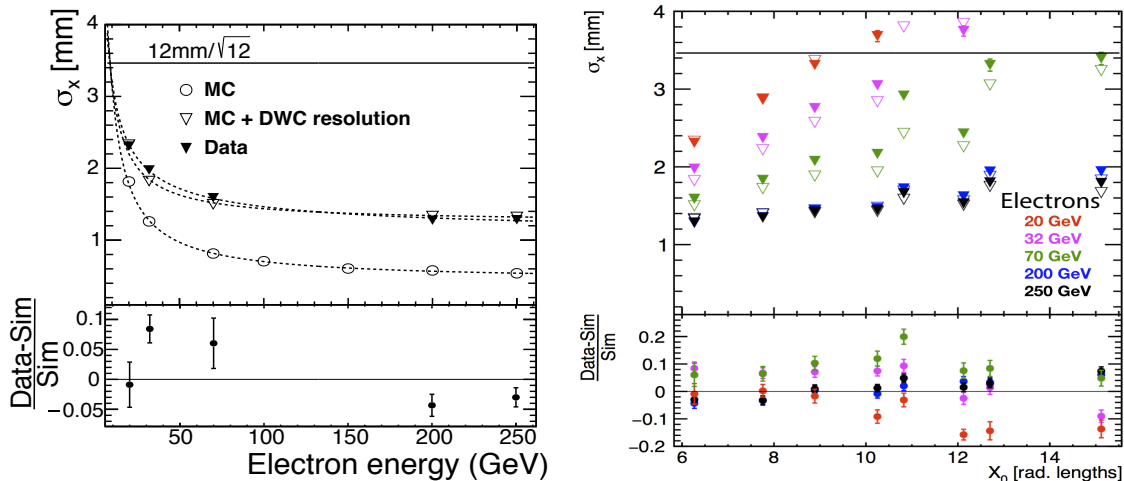 σx [mm]
4
3
2
1
12mm/√12
MC
MC + DWC resolution
Data
Data-Sim
Sim
0.1
0.05
0
−0.05
50 100 150 200 250
Electron energy (GeV)
σx [mm]
4
3
2
1
Electrons
20 GeV
32 GeV
70 GeV
200 GeV
250 GeV
Data-Sim
Sim
0.2
0.1
0
−0.1
−0.2
6 8 10 12 14
X0 [rad. lengths]